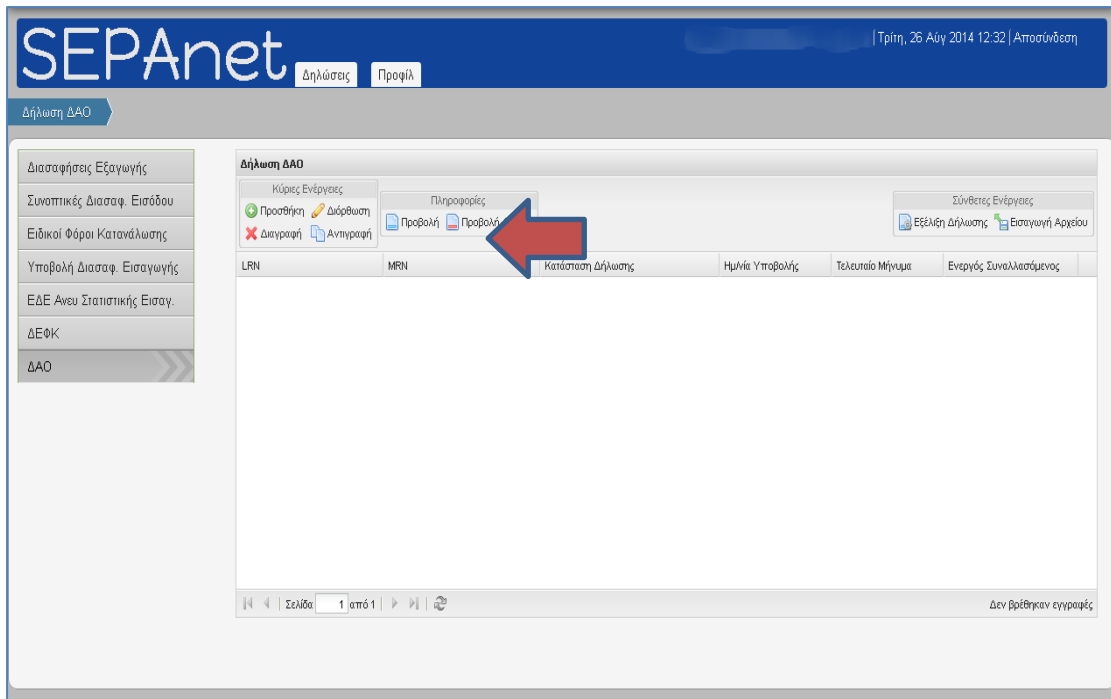 SEPAnet
Δηλώσεις Προφίλ
|Τρίτη, 26 Αύγ 2014 12:32| Αποσύνδεση
Δήλωση ΔΑΟ
Διασαφήσεις Εξαγωγής
Συνοπτικές Διασαφ. Εισόδου
Ειδικοί Φόροι Κατανάλωσης
Υποβολή Διασαφ. Εισαγωγής
ΕΔΕ Ανευ Στατιστικής Εισαγ.
ΔΕΦΚ
ΔΑΟ
Δήλωση ΔΑΟ
Κύριες Ενέργειες
Προσθήκη Διόρθωση
Διαγραφή Αντιγραφή
Πληροφορίες
Προβολή Προβολή
Σύνθετες Ενέργειες
Εξέλιξη Δήλωσης Εισαγωγή Αρχείου
LRN MRN Κατάσταση Δήλωσης Ημ/νία Υποβολής Τελευταίο Μήνυμα Ενεργός Συναλλασόμενος
Σελίδα 1 από 1
Δεν βρέθηκαν εγγραφές